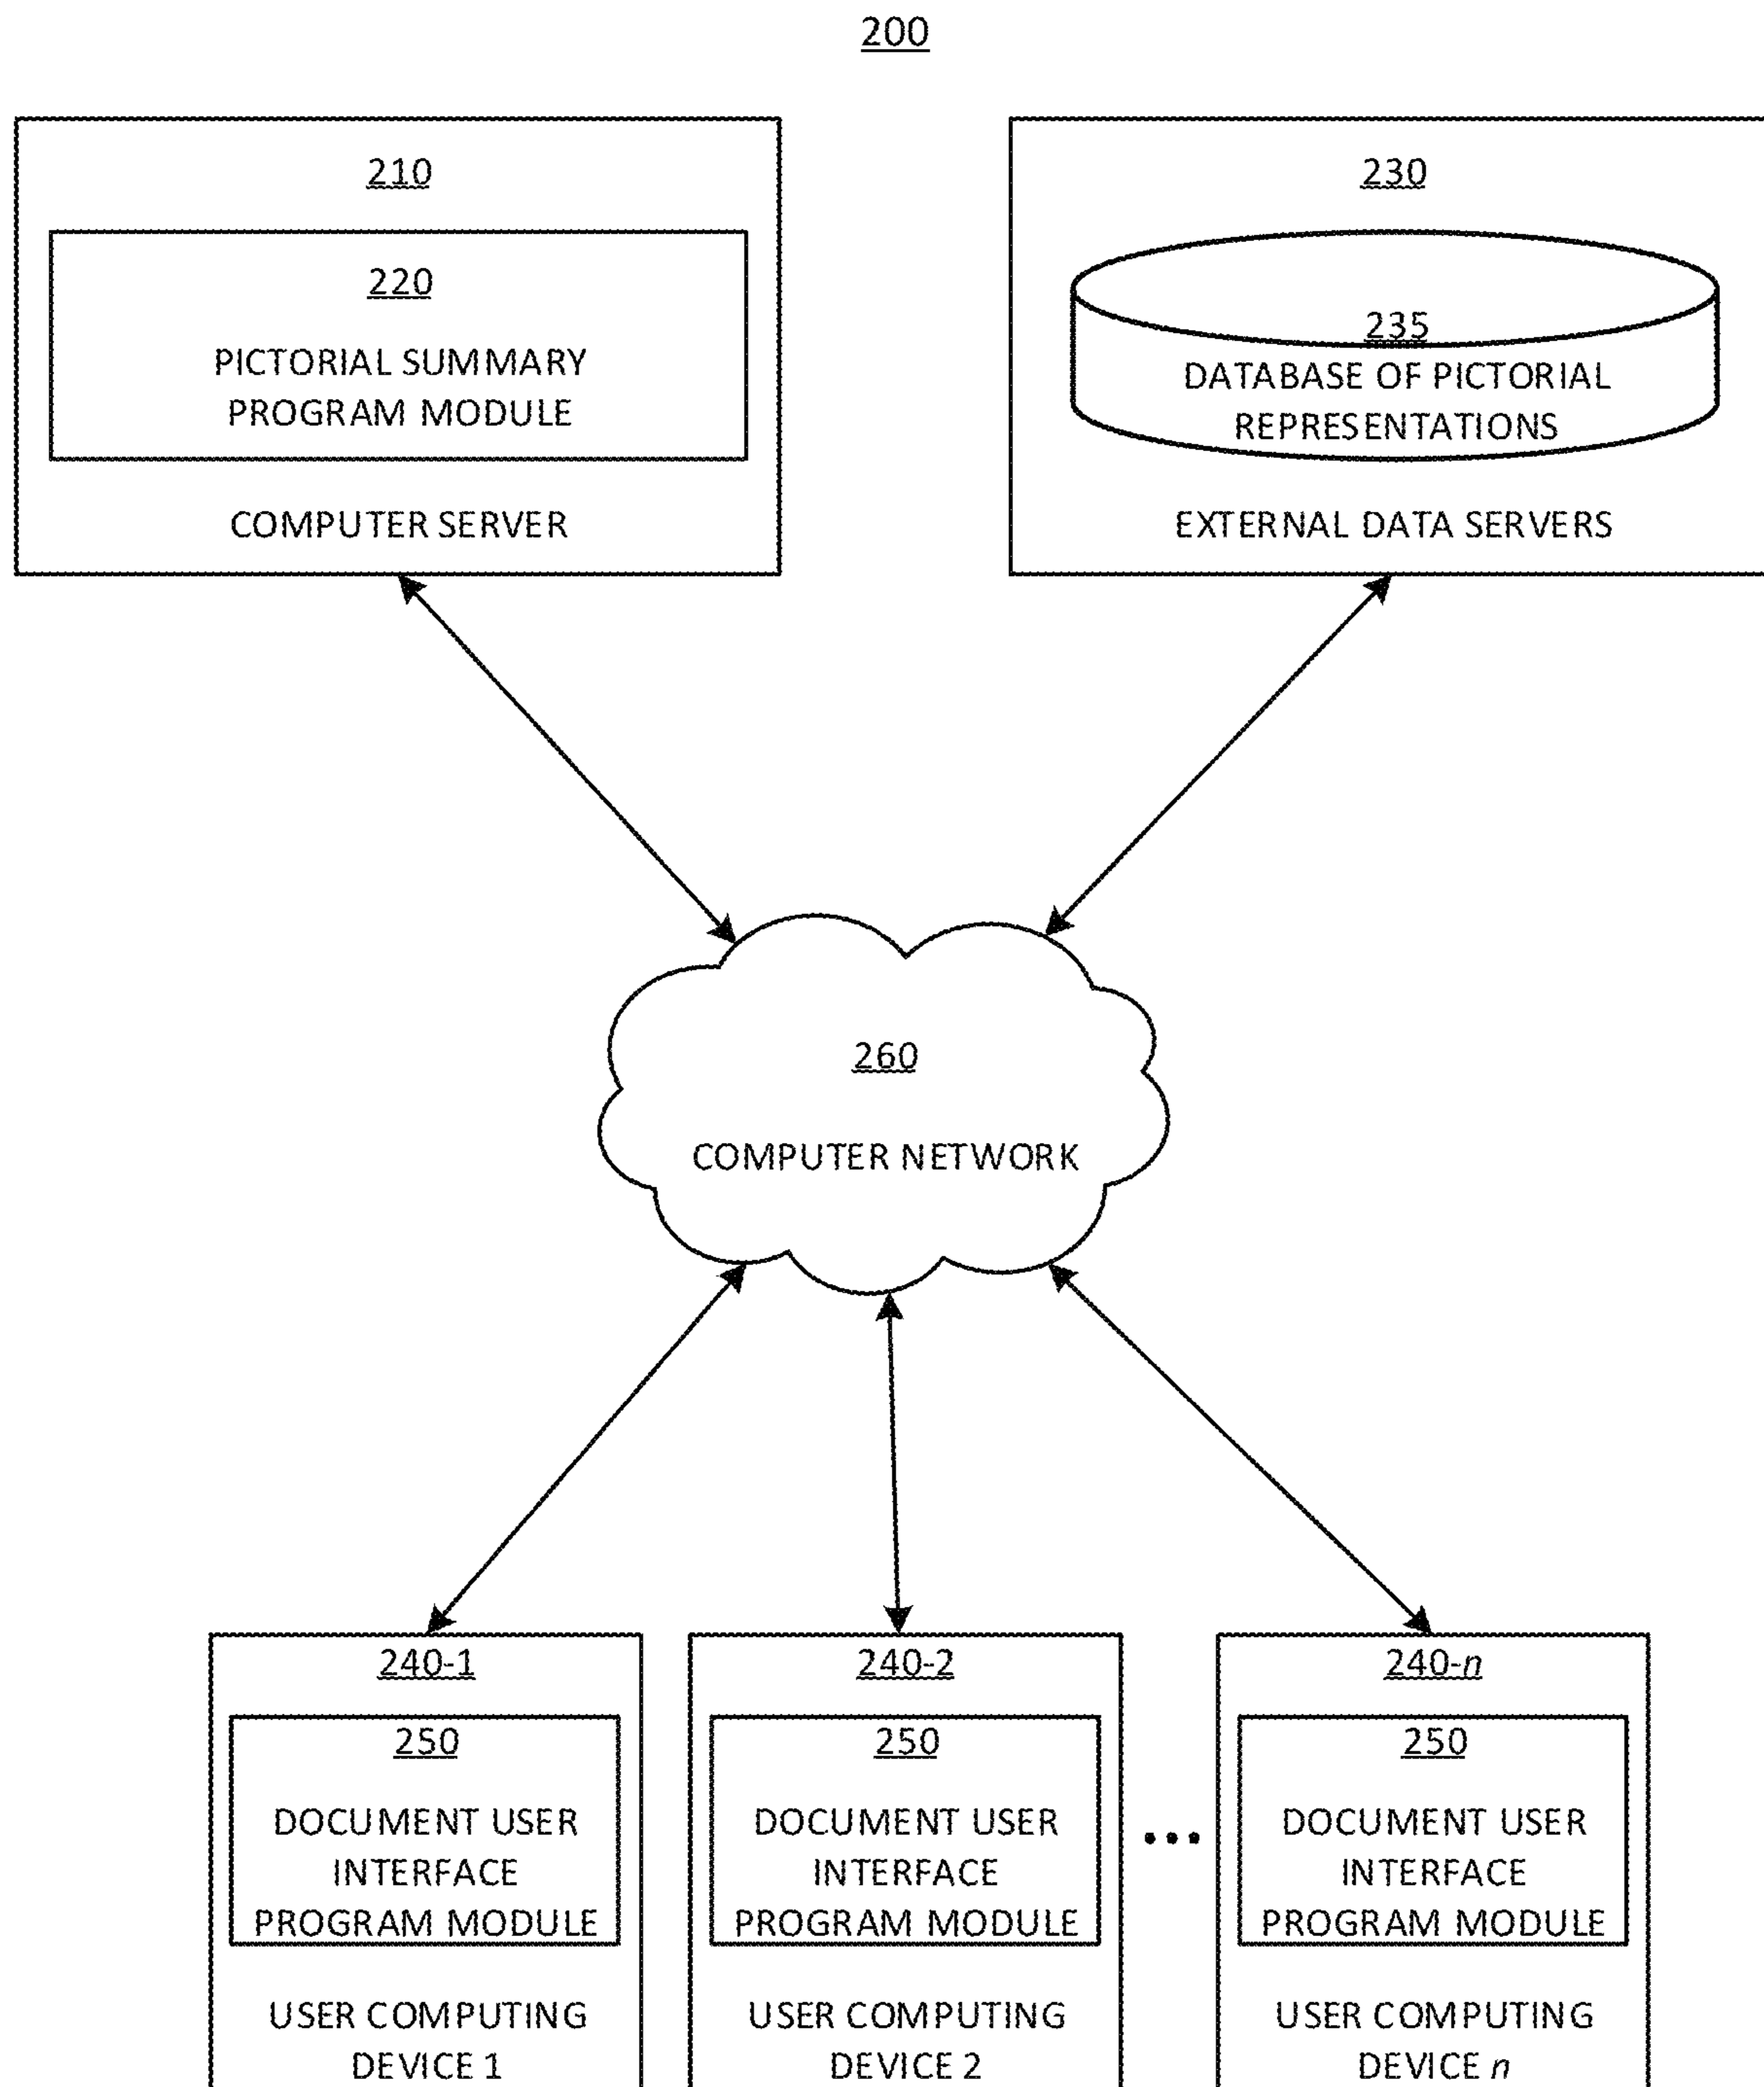 200
210
220
PICTORIAL SUMMARY
PROGRAM MODULE
COMPUTER SERVER
230
235
DATABASE OF PICTORIAL
REPRESENTATIONS
EXTERNAL DATA SERVERS
260
COMPUTER NETWORK
240-1
250
DOCUMENT USER
INTERFACE
PROGRAM MODULE
USER COMPUTING
DEVICE 1
240-2
250
DOCUMENT USER
INTERFACE
PROGRAM MODULE
USER COMPUTING
DEVICE 2
...
240-n
250
DOCUMENT USER
INTERFACE
PROGRAM MODULE
USER COMPUTING
DEVICE n